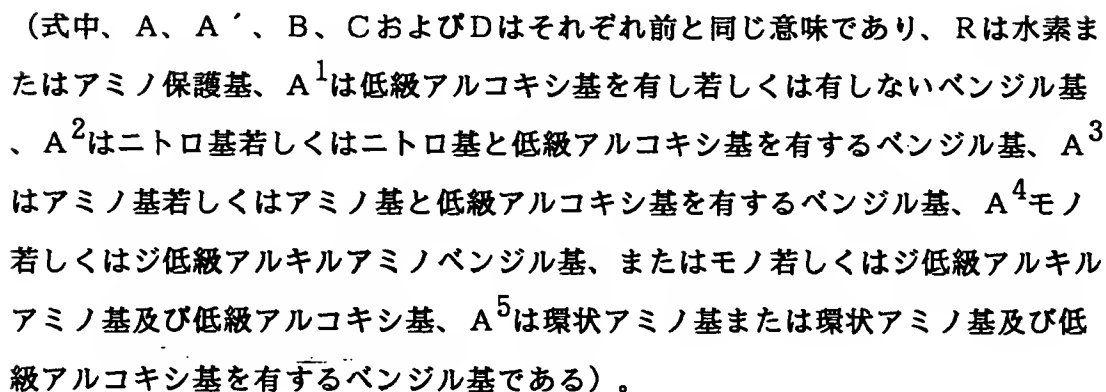 (式中、A、A´、B、CおよびDはそれぞれ前と同じ意味であり、Rは水素ま
たはアミノ保護基、A¹は低級アルコキシ基を有し若しくは有しないベンジル基
、A²はニトロ基若しくはニトロ基と低級アルコキシ基を有するベンジル基、A³
はアミノ基若しくはアミノ基と低級アルコキシ基を有するベンジル基、A⁴モノ
若しくはジ低級アルキルアミノベンジル基、またはモノ若しくはジ低級アルキル
アミノ基及び低級アルコキシ基、A⁵は環状アミノ基または環状アミノ基及び低
級アルコキシ基を有するベンジル基である)。